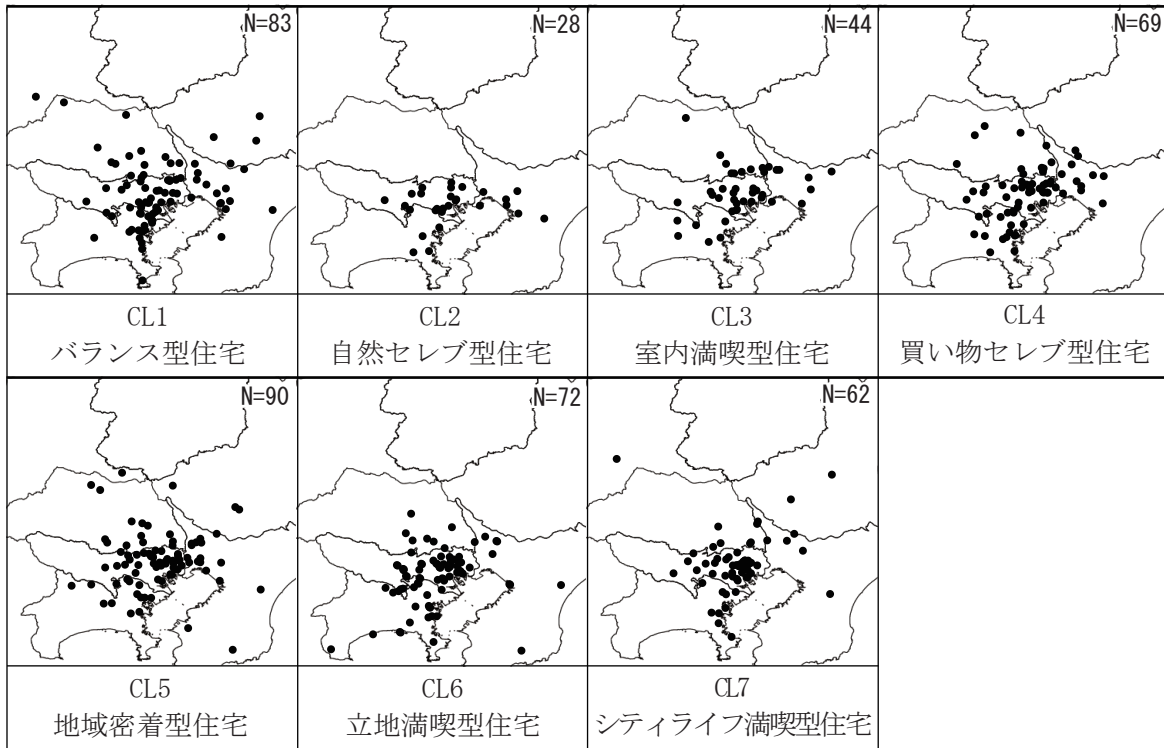 N=83
N=28
N=44
N=69
CL1
CL2
CL3
CL4
バランス型住宅
自然セレブ型住宅
室内満喫型住宅
買い物セレブ型住宅
N=90
N=72
N=62
CL5
CL6
CL7
地域密着型住宅
立地満喫型住宅
シティライフ満喫型住宅